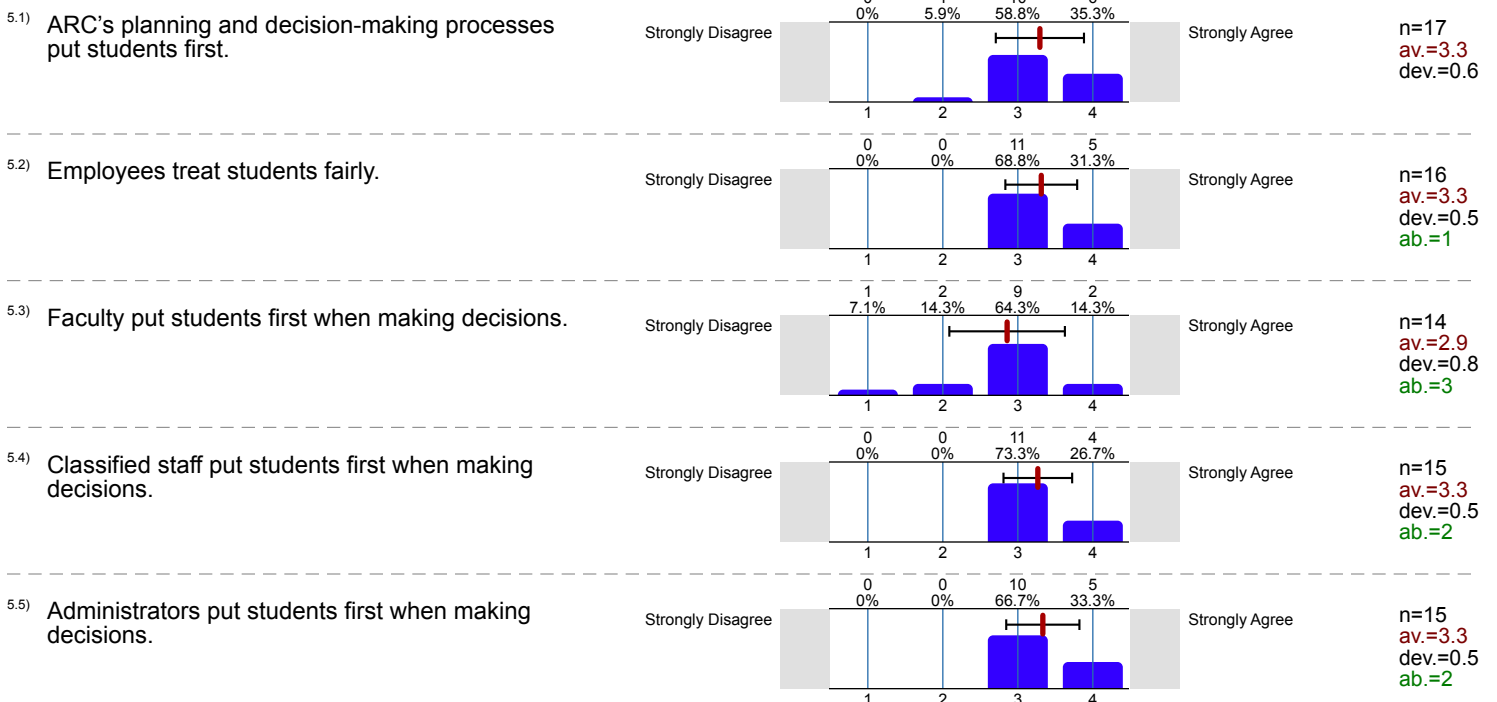 0% 5.9% 58.8% 35.3%
5.1) ARC’s planning and decision-making processes
put students first.
Strongly Disagree
Strongly Agree
n=17
av.=3.3
dev.=0.6
1 2 3 4
0 0 11 5
0% 0% 68.8% 31.3%
5.2) Employees treat students fairly.
Strongly Disagree
Strongly Agree
n=16
av.=3.3
dev.=0.5
ab.=1
1 2 3 4
1 2 9 2
7.1% 14.3% 64.3% 14.3%
5.3) Faculty put students first when making decisions.
Strongly Disagree
Strongly Agree
n=14
av.=2.9
dev.=0.8
ab.=3
1 2 3 4
0 0 11 4
0% 0% 73.3% 26.7%
5.4) Classified staff put students first when making
decisions.
Strongly Disagree
Strongly Agree
n=15
av.=3.3
dev.=0.5
ab.=2
1 2 3 4
0 0 10 5
0% 0% 66.7% 33.3%
5.5) Administrators put students first when making
decisions.
Strongly Disagree
Strongly Agree
n=15
av.=3.3
dev.=0.5
ab.=2
1 2 3 4